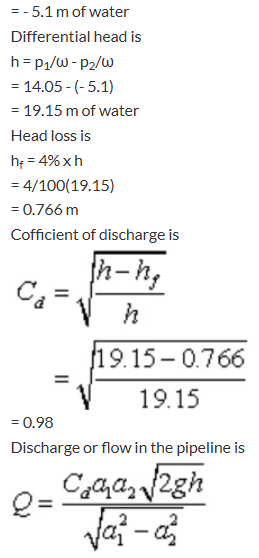 = - 5.1 m of water
Differential head is
h = p₁/ω - p₂/ω
= 14.05 - (- 5.1)
= 19.15 m of water
Head loss is
hf = 4% x h
= 4/100(19.15)
= 0.766 m
Cofficient of discharge is
C_d = √((h − h_f)/h)
= √((19.15 − 0.766)/19.15)
= 0.98
Discharge or flow in the pipeline is
Q = (C_d a₁ a₂ √(2gh))/√(a₁² − a₂²)